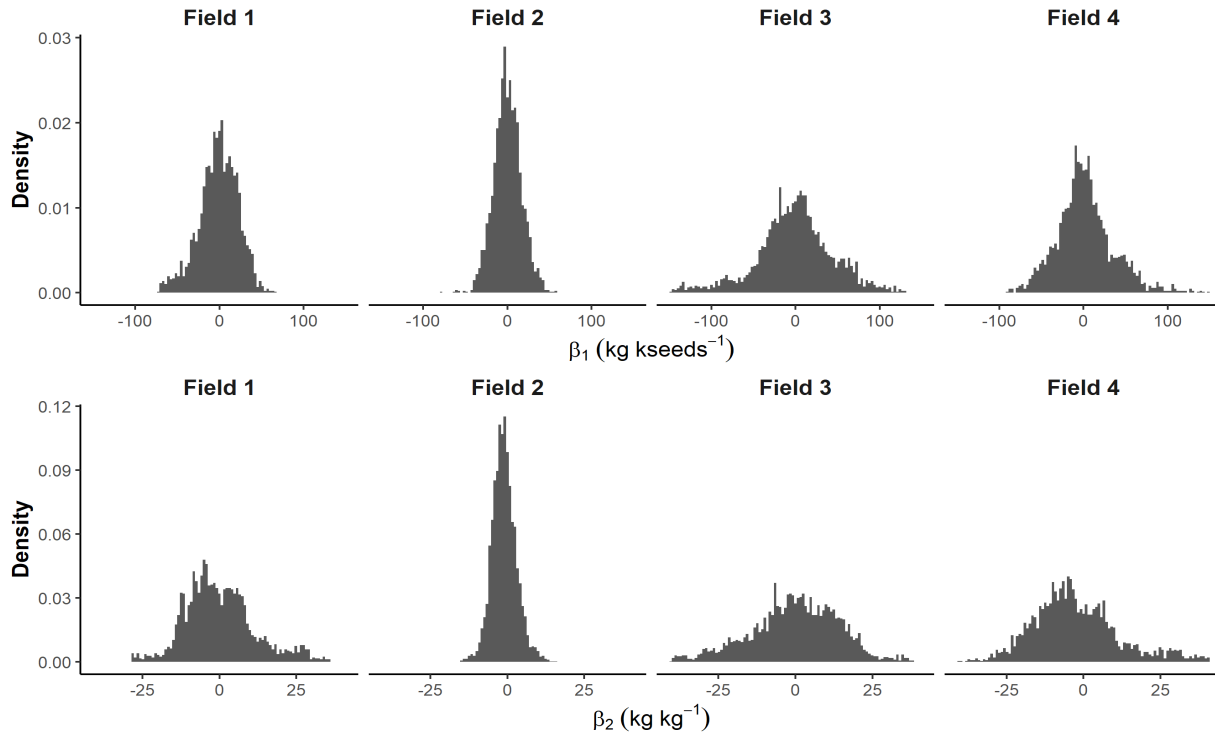 Field 1 Field 2 Field 3 Field 4
Density
0.03
0.02
0.01
0.00
-100 0 100 -100 0 100 -100 0 100 -100 0 100
β₁ (kg kseeds⁻¹)
Field 1 Field 2 Field 3 Field 4
Density
0.12
0.09
0.06
0.03
0.00
-25 0 25 -25 0 25 -25 0 25 -25 0 25
β₂ (kg kg⁻¹)